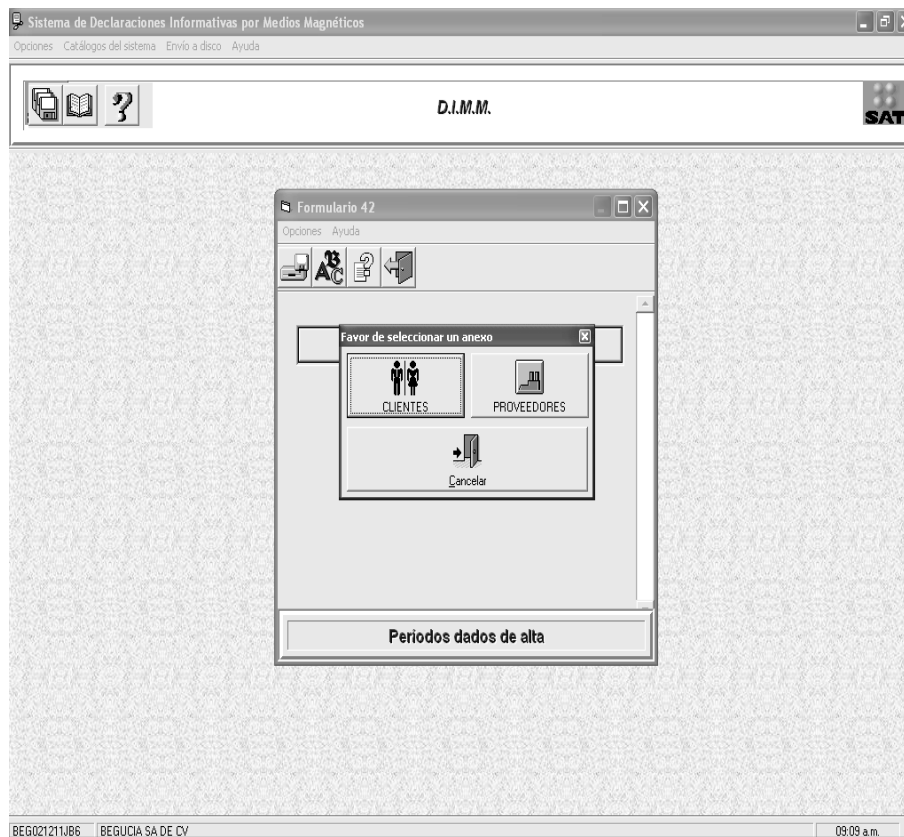 Sistema de Declaraciones Informativas por Medios Magnéticos
Opciones Catálogos del sistema Envío a disco Ayuda
D.I.M.M.
SAT
Formulario 42
Opciones Ayuda
Favor de seleccionar un anexo
CLIENTES PROVEEDORES
Cancelar
Periodos dados de alta
BEG021211JB6 BEGUCIA SA DE CV 09:09 a.m.